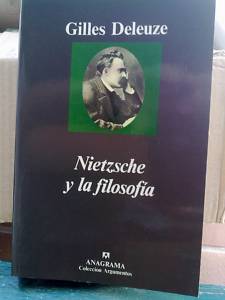 Gilles Deleuze
Nietzsche
y la filosofía
ANAGRAMA
Colección Argumentos